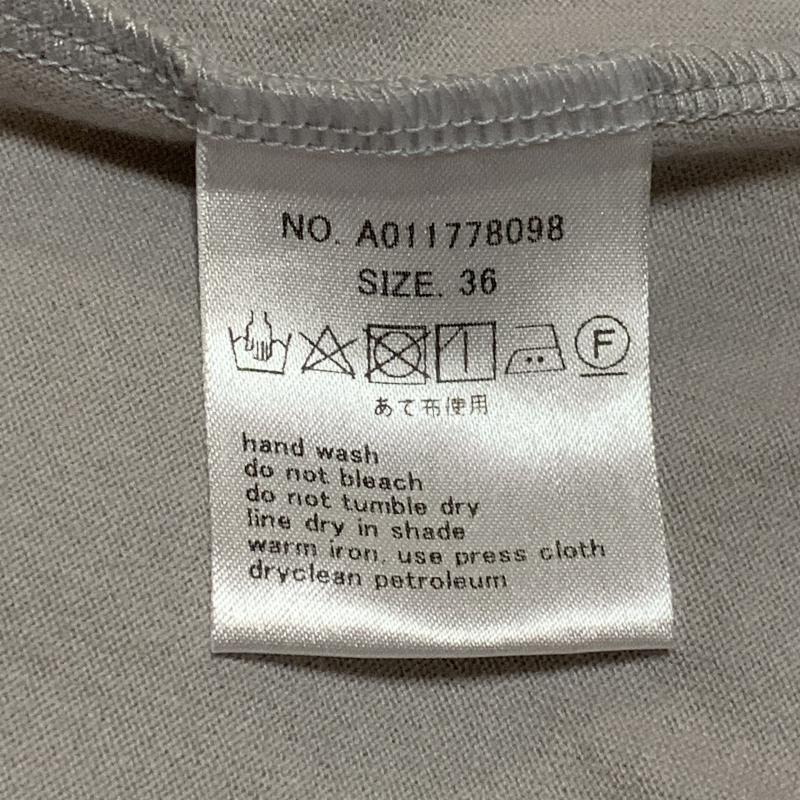 NO. A011778098
SIZE. 36
F
あて布使用
hand wash
do not bleach
do not tumble dry
line dry in shade
warm iron, use press cloth
dryclean petroleum